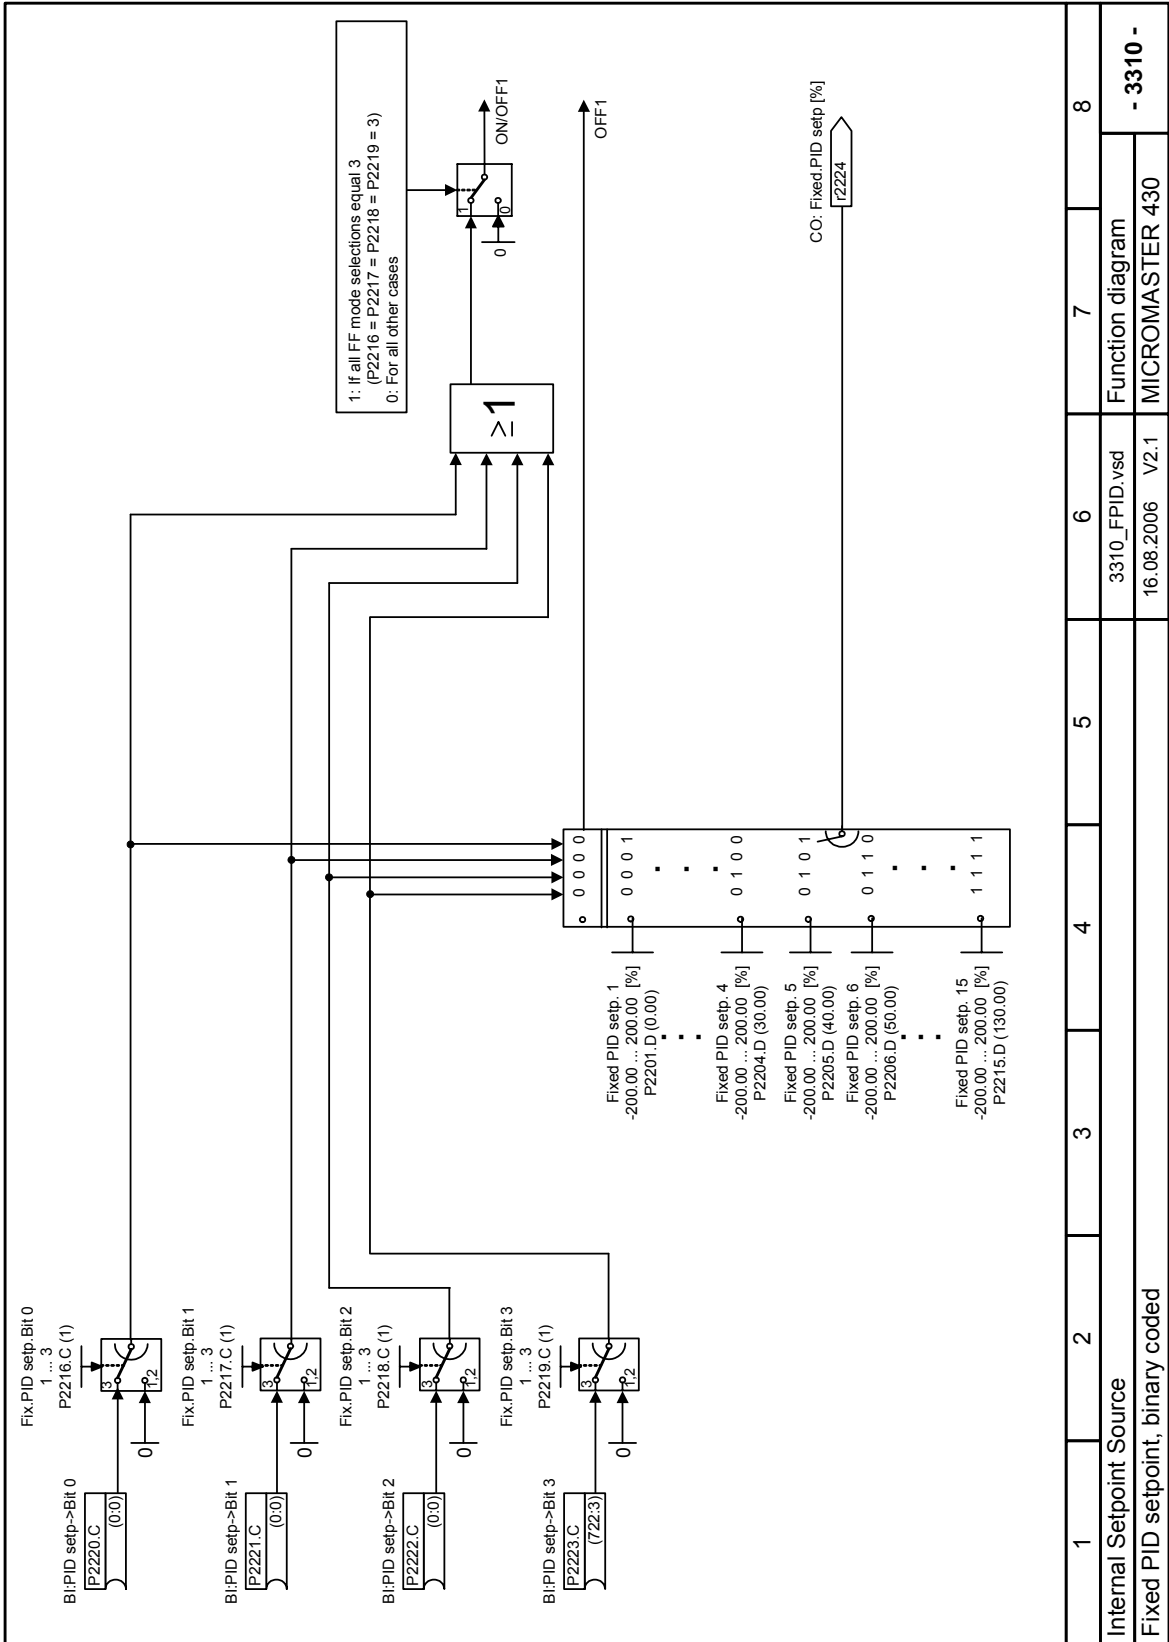 BI:PID setp->Bit 0
P2220.C
(0:0)
Fix.PID setp.Bit 0
1 ... 3
P2216.C (1)
3
1,2
0
BI:PID setp->Bit 1
P2221.C
(0:0)
Fix.PID setp.Bit 1
1 ... 3
P2217.C (1)
3
1,2
0
BI:PID setp->Bit 2
P2222.C
(0:0)
Fix.PID setp.Bit 2
1 ... 3
P2218.C (1)
3
1,2
0
BI:PID setp->Bit 3
P2223.C
(722:3)
Fix.PID setp.Bit 3
1 ... 3
P2219.C (1)
3
1,2
0
1: If all FF mode selections equal 3
(P2216 = P2217 = P2218 = P2219 = 3)
0: For all other cases
≥1
1
0
0
ON/OFF1
OFF1
0 0 0 0
0 0 0 1
. . .
0 1 0 0
0 1 0 1
0 1 1 0
. . .
1 1 1 1
Fixed PID setp. 1
-200.00 ... 200.00 [%]
P2201.D (0.00)
. . .
Fixed PID setp. 4
-200.00 ... 200.00 [%]
P2204.D (30.00)
Fixed PID setp. 5
-200.00 ... 200.00 [%]
P2205.D (40.00)
Fixed PID setp. 6
-200.00 ... 200.00 [%]
P2206.D (50.00)
. . .
Fixed PID setp. 15
-200.00 ... 200.00 [%]
P2215.D (130.00)
CO: Fixed.PID setp [%]
r2224
1 2 3 4 5 6 7 8
Internal Setpoint Source
3310_FPID.vsd
Function diagram
- 3310 -
Fixed PID setpoint, binary coded
16.08.2006 V2.1
MICROMASTER 430